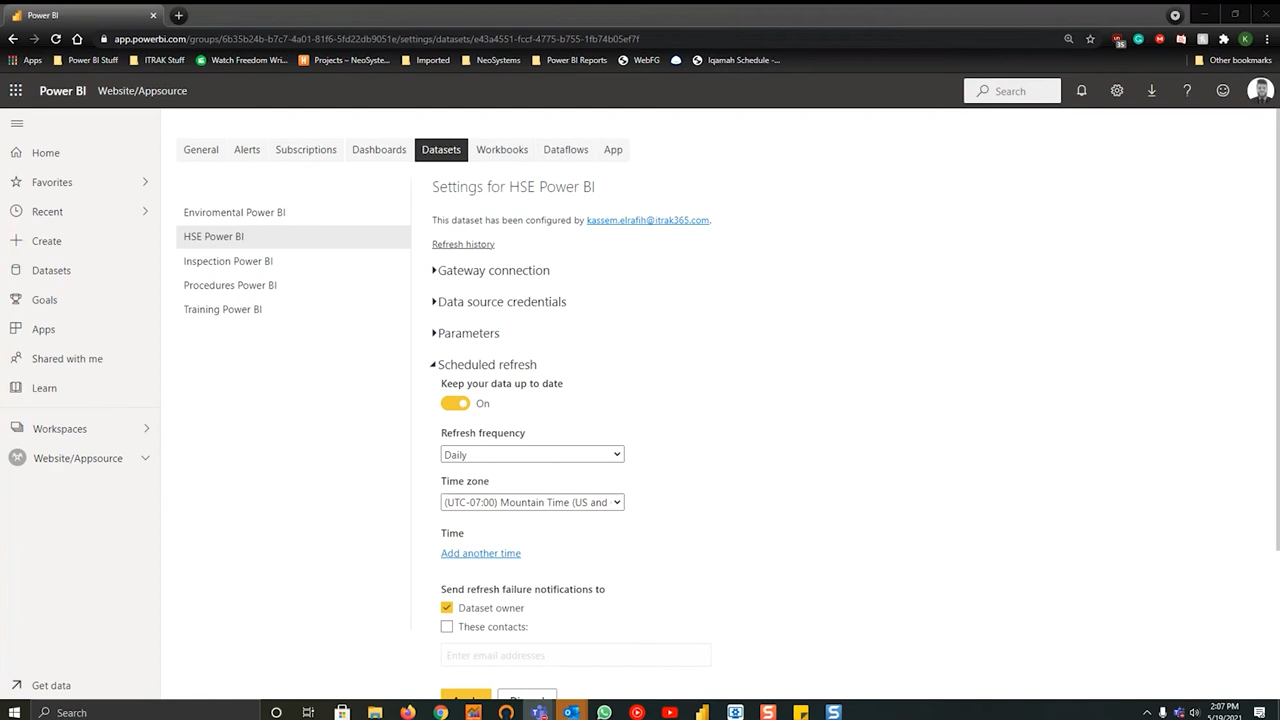 Power BI
app.powerbi.com/groups/6b35b24b-b7c7-4a01-81f6-5fd22db9051e/settings/datasets/e43a4551-fccf-4775-b755-1fb74b05ef7f
35
K
Apps
Power BI Stuff
ITRAK Stuff
Watch Freedom Wri...
Projects – NeoSyste...
Imported
NeoSystems
Power BI Reports
WebFG
Iqamah Schedule -...
Other bookmarks
Power BI Website/Appsource
Search
General
Alerts
Subscriptions
Dashboards
Datasets
Workbooks
Dataflows
App
Home
Favorites
Recent
Create
Datasets
Goals
Apps
Shared with me
Learn
Workspaces
Website/Appsource
Get data
Enviromental Power BI
HSE Power BI
Inspection Power BI
Procedures Power BI
Training Power BI
Settings for HSE Power BI
This dataset has been configured by kassem.elrafih@itrak365.com.
Refresh history
Gateway connection
Data source credentials
Parameters
Scheduled refresh
Keep your data up to date
On
Refresh frequency
Daily
Time zone
(UTC-07:00) Mountain Time (US and
Time
Add another time
Send refresh failure notifications to
Dataset owner
These contacts:
Enter email addresses
Search
2:07 PM
5/19/2021